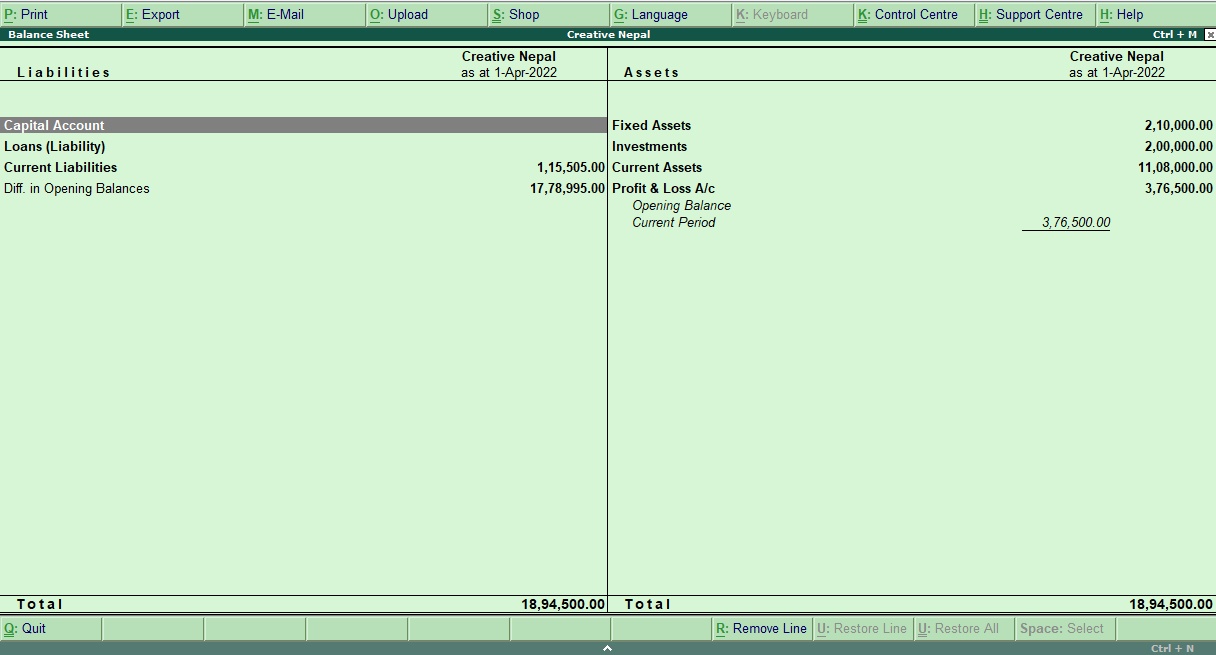 P: Print E: Export M: E-Mail O: Upload S: Shop G: Language K: Keyboard K: Control Centre H: Support Centre H: Help
Balance Sheet Creative Nepal Ctrl + M x
Creative Nepal Creative Nepal
Liabilities as at 1-Apr-2022 Assets as at 1-Apr-2022
Capital Account Fixed Assets 2,10,000.00
Loans (Liability) Investments 2,00,000.00
Current Liabilities 1,15,505.00 Current Assets 11,08,000.00
Diff. in Opening Balances 17,78,995.00 Profit & Loss A/c 3,76,500.00
Opening Balance
Current Period 3,76,500.00
Total 18,94,500.00 Total 18,94,500.00
Q: Quit R: Remove Line U: Restore Line U: Restore All Space: Select
Ctrl + N